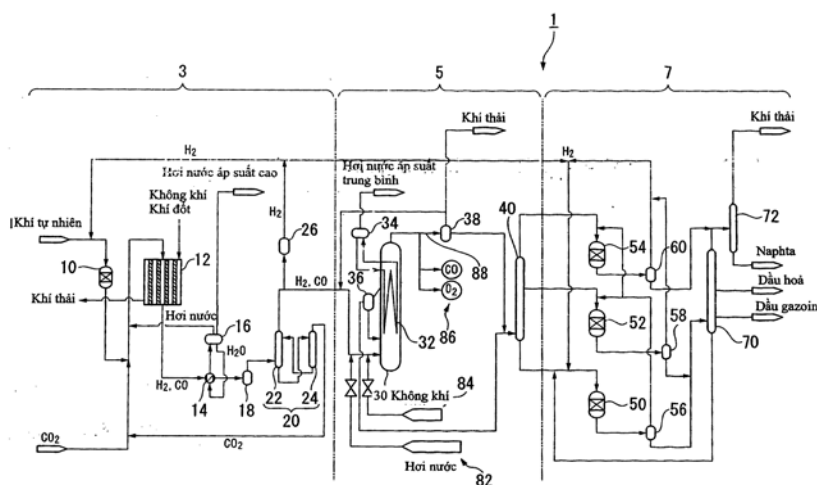 1
3
5
7
Khí thải
Khí thải
H₂
H₂
Hơi nước áp suất cao
Hơi nước áp suất
trung bình
Không khí
Khí đốt
H₂
26
34
38
40
72
Khí tự nhiên
10
12
54
60
CO
88
Naphta
36
O₂
Dầu hoả
Khí thải
H₂, CO
86
Dầu gazoin
Hơi nước
16
32
52
58
70
H₂O
H₂, CO
14
18
22
24
30 Không khí
84
20
50
56
CO₂
CO₂
Hơi nước
82